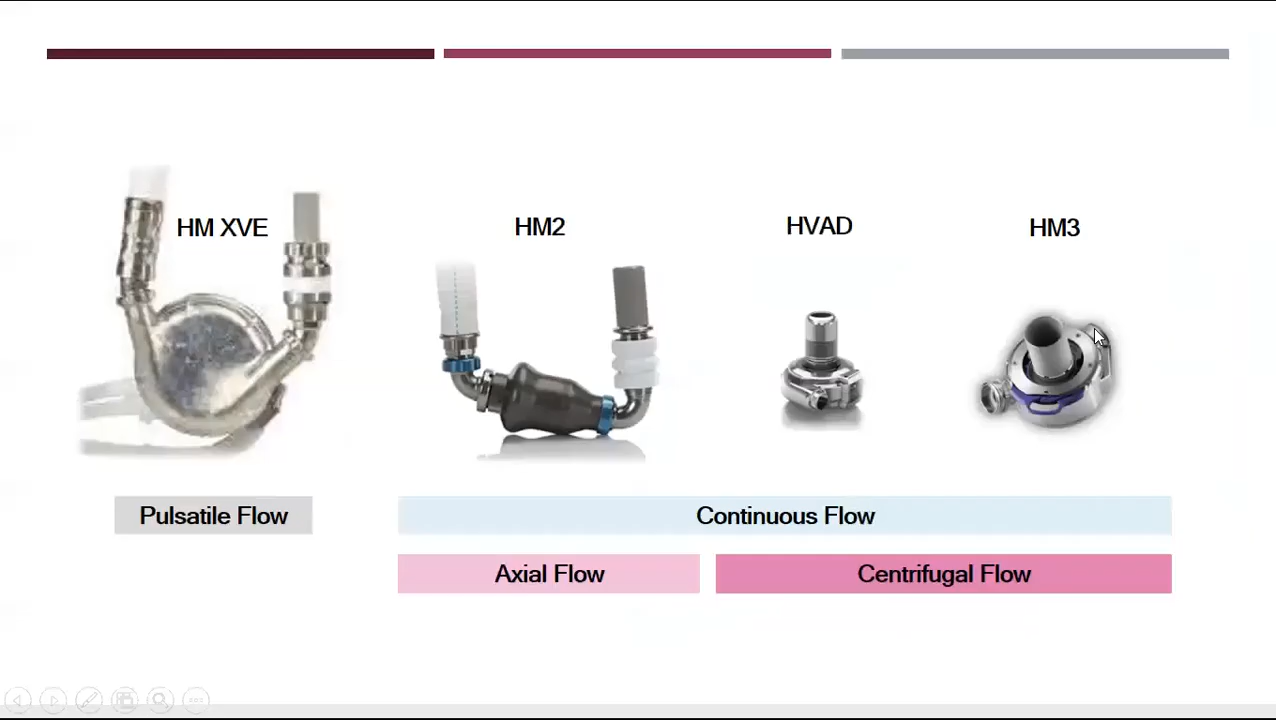 HM XVE
HM2
HVAD
HM3
Pulsatile Flow
Continuous Flow
Axial Flow
Centrifugal Flow